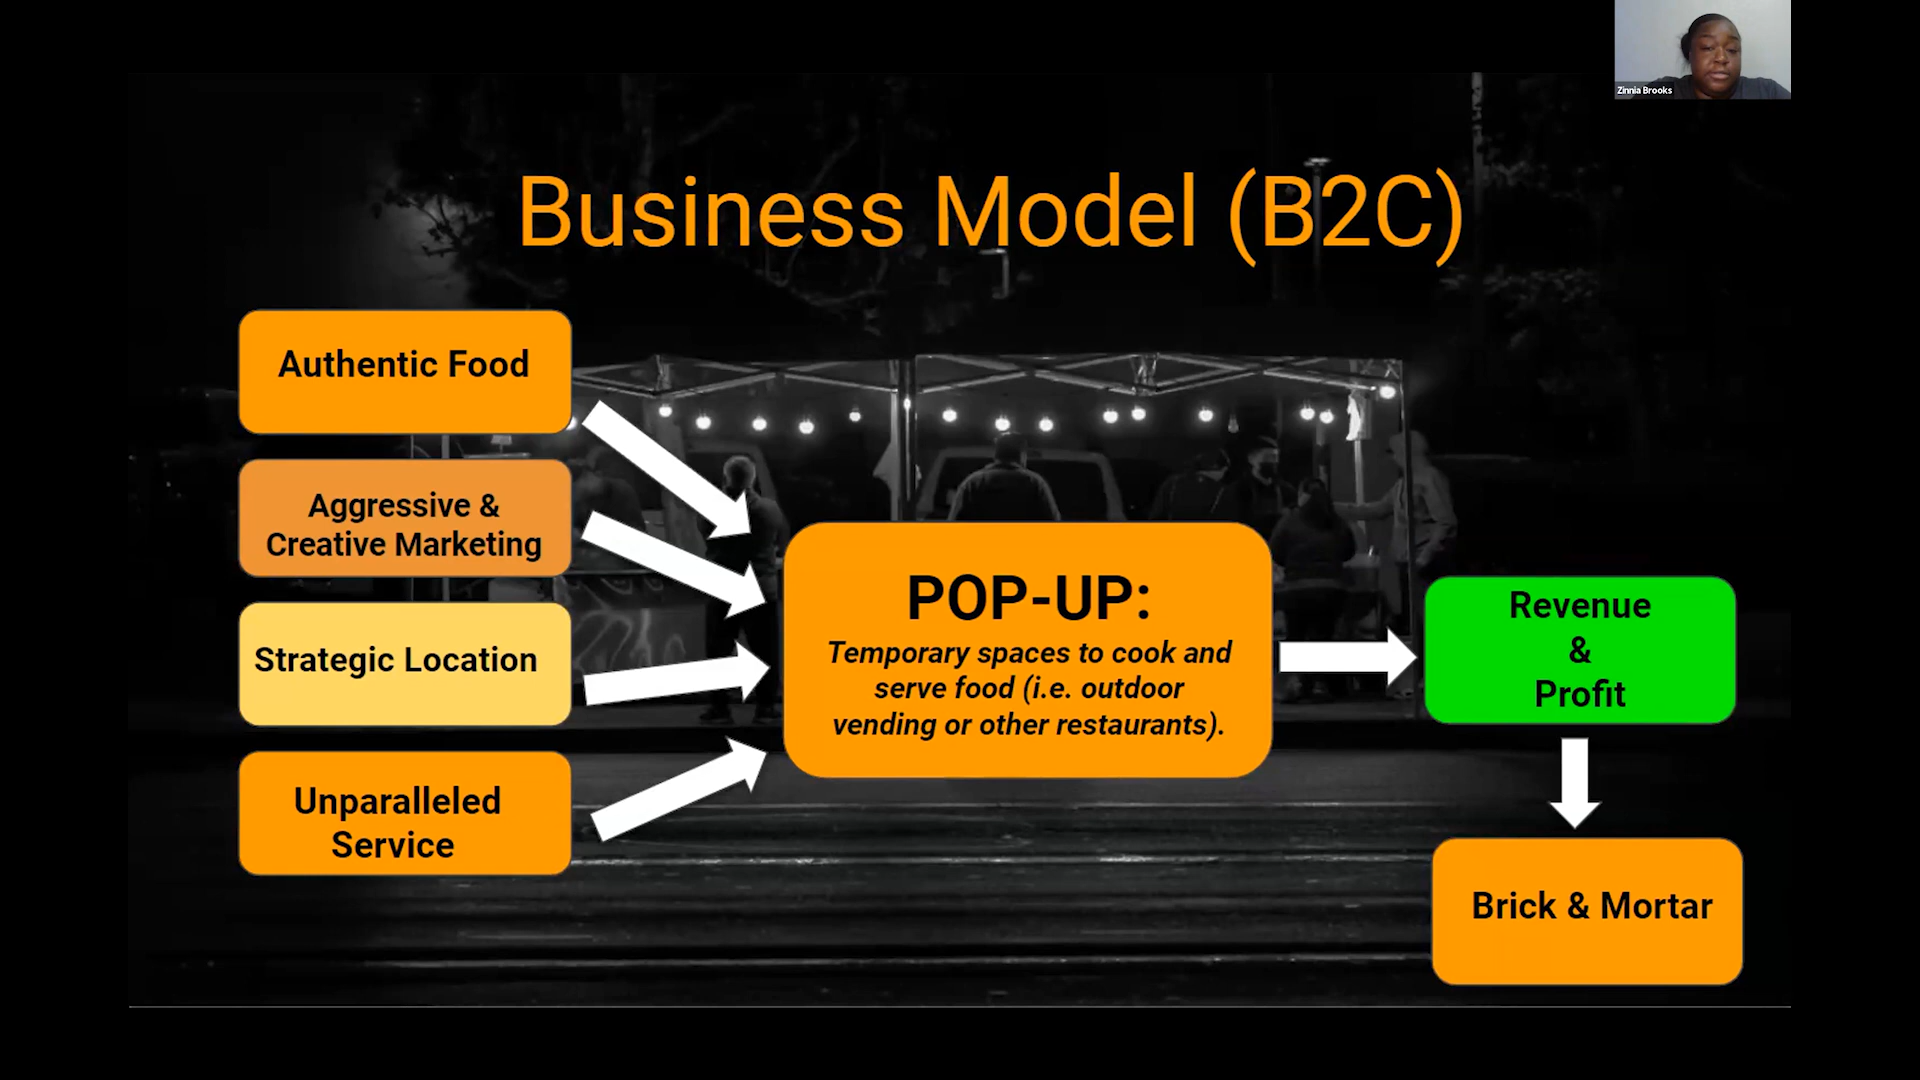 Zinnia Brooks
Business Model (B2C)
Authentic Food
Aggressive &
Creative Marketing
Strategic Location
Unparalleled
Service
POP-UP:
Temporary spaces to cook and
serve food (i.e. outdoor
vending or other restaurants).
Revenue
&
Profit
Brick & Mortar